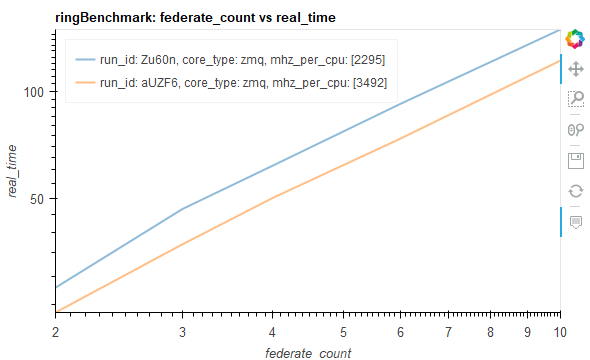 ringBenchmark: federate_count vs real_time
run_id: Zu60n, core_type: zmq, mhz_per_cpu: [2295]
run_id: aUZF6, core_type: zmq, mhz_per_cpu: [3492]
100
50
real_time
2 3 4 5 6 7 8 9 10
federate_count